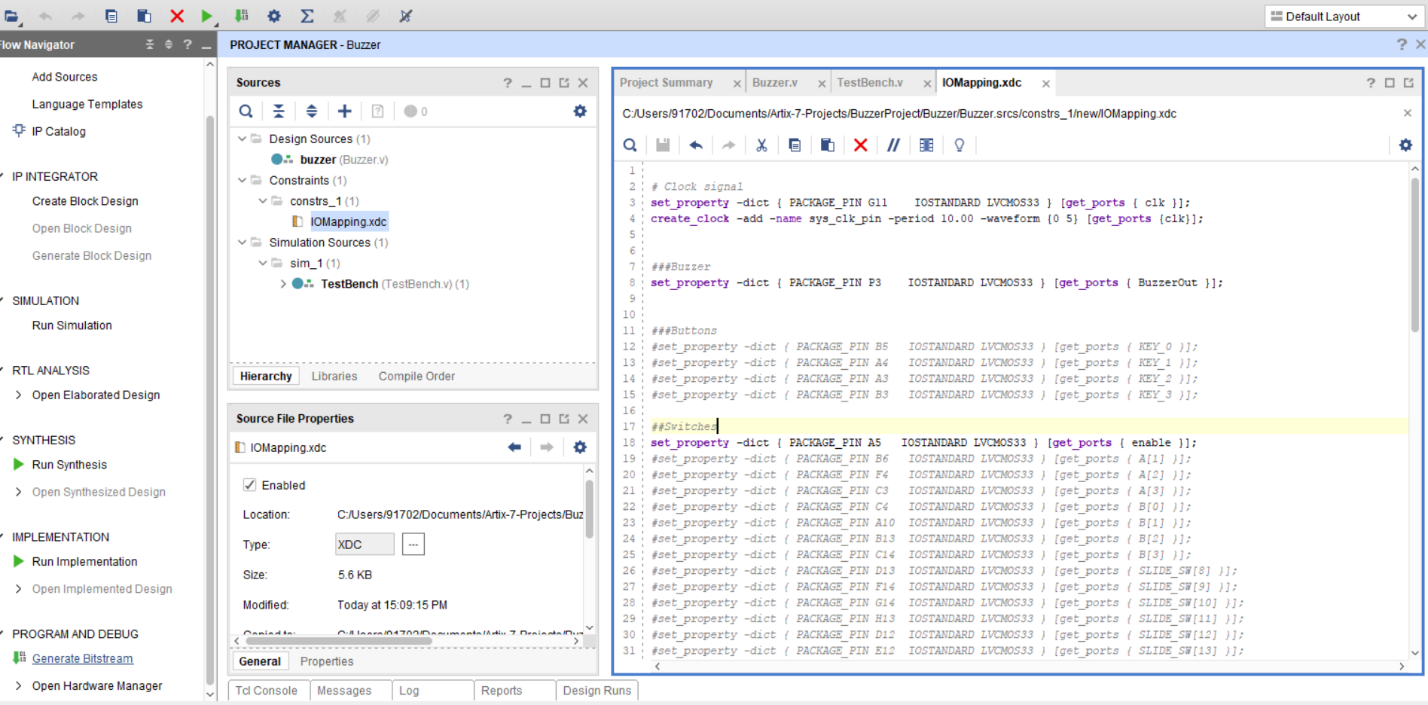 Default Layout
Flow Navigator
?
PROJECT MANAGER - Buzzer
?
Add Sources
Language Templates
IP Catalog
IP INTEGRATOR
Create Block Design
Open Block Design
Generate Block Design
SIMULATION
Run Simulation
RTL ANALYSIS
Open Elaborated Design
SYNTHESIS
Run Synthesis
Open Synthesized Design
IMPLEMENTATION
Run Implementation
Open Implemented Design
PROGRAM AND DEBUG
Generate Bitstream
Open Hardware Manager
Sources
?
0
Design Sources (1)
buzzer (Buzzer.v)
Constraints (1)
constrs_1 (1)
IOMapping.xdc
Simulation Sources (1)
sim_1 (1)
TestBench (TestBench.v) (1)
Hierarchy Libraries Compile Order
Source File Properties
?
IOMapping.xdc
Enabled
Location: C:/Users/91702/Documents/Artix-7-Projects/Buz
Type: XDC ...
Size: 5.6 KB
Modified: Today at 15:09:15 PM
Copied to: C:/Users/91702/Documents/Artix-7-Projects/Buz
General Properties
Project Summary Buzzer.v TestBench.v IOMapping.xdc
?
C:/Users/91702/Documents/Artix-7-Projects/BuzzerProject/Buzzer/Buzzer.srcs/constrs_1/new/IOMapping.xdc
1
2 # Clock signal
3 set_property -dict { PACKAGE_PIN G11 IOSTANDARD LVCMOS33 } [get_ports { clk }];
4 create_clock -add -name sys_clk_pin -period 10.00 -waveform {0 5} [get_ports {clk}];
5
6
7 ###Buzzer
8 set_property -dict { PACKAGE_PIN P3 IOSTANDARD LVCMOS33 } [get_ports { BuzzerOut }];
9
10
11 ###Buttons
12 #set_property -dict { PACKAGE_PIN B5 IOSTANDARD LVCMOS33 } [get_ports { KEY_0 }];
13 #set_property -dict { PACKAGE_PIN A4 IOSTANDARD LVCMOS33 } [get_ports { KEY_1 }];
14 #set_property -dict { PACKAGE_PIN A3 IOSTANDARD LVCMOS33 } [get_ports { KEY_2 }];
15 #set_property -dict { PACKAGE_PIN B3 IOSTANDARD LVCMOS33 } [get_ports { KEY_3 }];
16
17 ##Switches
18 set_property -dict { PACKAGE_PIN A5 IOSTANDARD LVCMOS33 } [get_ports { enable }];
19 #set_property -dict { PACKAGE_PIN B6 IOSTANDARD LVCMOS33 } [get_ports { A[1] }];
20 #set_property -dict { PACKAGE_PIN F4 IOSTANDARD LVCMOS33 } [get_ports { A[2] }];
21 #set_property -dict { PACKAGE_PIN C3 IOSTANDARD LVCMOS33 } [get_ports { A[3] }];
22 #set_property -dict { PACKAGE_PIN C4 IOSTANDARD LVCMOS33 } [get_ports { B[0] }];
23 #set_property -dict { PACKAGE_PIN A10 IOSTANDARD LVCMOS33 } [get_ports { B[1] }];
24 #set_property -dict { PACKAGE_PIN B13 IOSTANDARD LVCMOS33 } [get_ports { B[2] }];
25 #set_property -dict { PACKAGE_PIN C14 IOSTANDARD LVCMOS33 } [get_ports { B[3] }];
26 #set_property -dict { PACKAGE_PIN D13 IOSTANDARD LVCMOS33 } [get_ports { SLIDE_SW[8] }];
27 #set_property -dict { PACKAGE_PIN F14 IOSTANDARD LVCMOS33 } [get_ports { SLIDE_SW[9] }];
28 #set_property -dict { PACKAGE_PIN G14 IOSTANDARD LVCMOS33 } [get_ports { SLIDE_SW[10] }];
29 #set_property -dict { PACKAGE_PIN H13 IOSTANDARD LVCMOS33 } [get_ports { SLIDE_SW[11] }];
30 #set_property -dict { PACKAGE_PIN D12 IOSTANDARD LVCMOS33 } [get_ports { SLIDE_SW[12] }];
31 #set_property -dict { PACKAGE_PIN E12 IOSTANDARD LVCMOS33 } [get_ports { SLIDE_SW[13] }];
Tcl Console Messages Log Reports Design Runs